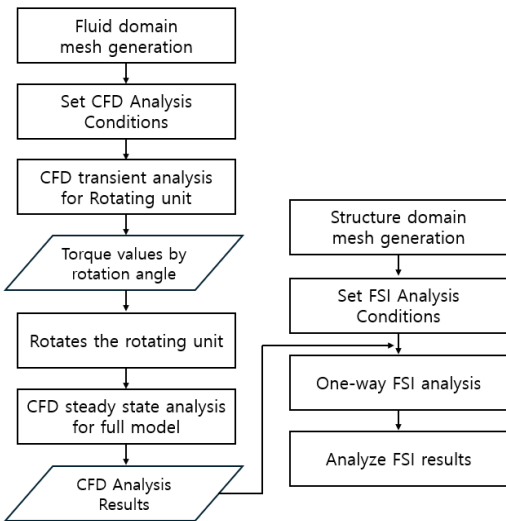 Fluid domain
mesh generation
Set CFD Analysis
Conditions
CFD transient analysis
for Rotating unit
Torque values by
rotation angle
Rotates the rotating unit
CFD steady state analysis
for full model
CFD Analysis
Results
Structure domain
mesh generation
Set FSI Analysis
Conditions
One-way FSI analysis
Analyze FSI results